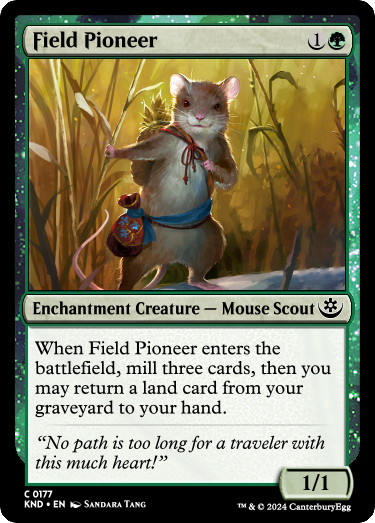 Field Pioneer 1
Enchantment Creature — Mouse Scout
When Field Pioneer enters the
battlefield, mill three cards, then you
may return a land card from your
graveyard to your hand.
“No path is too long for a traveler with
this much heart!”
1/1
C 0177
KND • EN Sandara Tang
™ & © 2024 CanterburyEgg